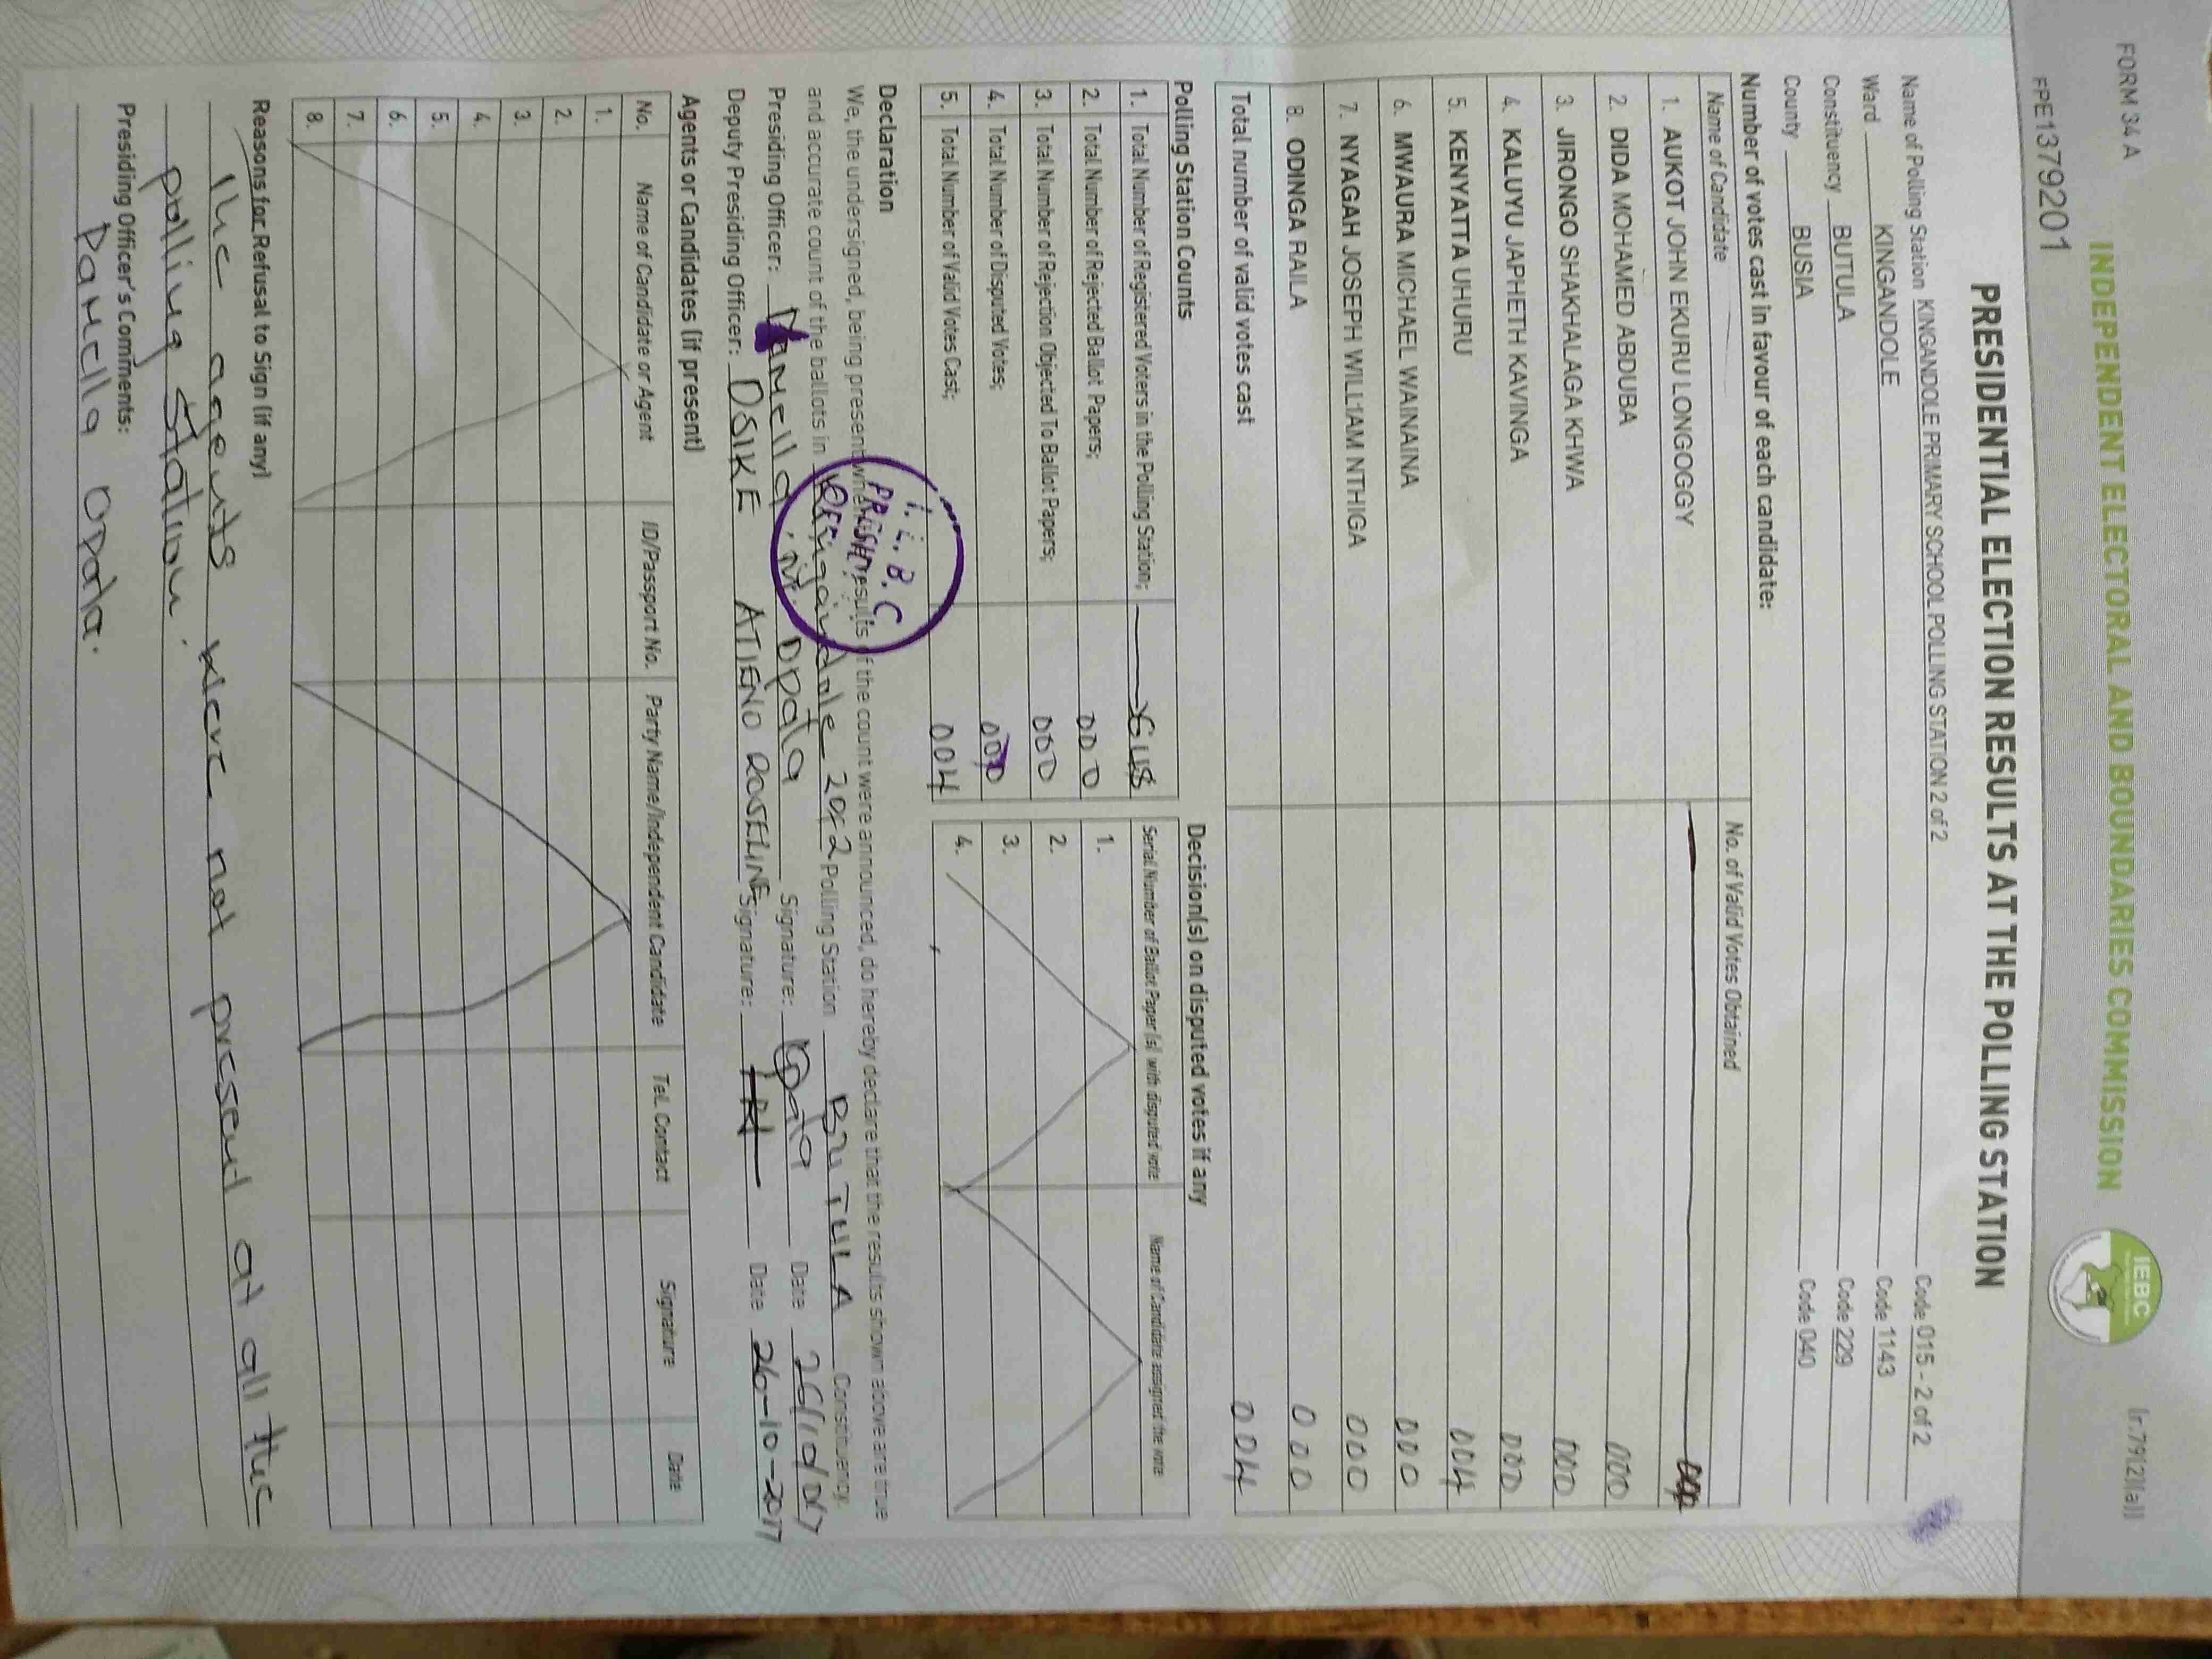 FORM 34 A
(r.79(2)(a))
INDEPENDENT ELECTORAL AND BOUNDARIES COMMISSION
IEBC
FPE1379201
PRESIDENTIAL ELECTION RESULTS AT THE POLLING STATION
Name of Polling Station KINGANDOLE PRIMARY SCHOOL POLLING STATION 2 of 2 Code 015 - 2 of 2
Ward KINGANDOLE Code 1143
Constituency BUTULA Code 229
County BUSIA Code 040
Number of votes cast in favour of each candidate:
Name of Candidate No. of Valid Votes Obtained
1. AUKOT JOHN EKURU LONGOGGY 000
2. DIDA MOHAMED ABDUBA 000
3. JIRONGO SHAKHALAGA KHWA 000
4. KALUYU JAPHETH KAVINGA 000
5. KENYATTA UHURU 004
6. MWAURA MICHAEL WAINAINA 000
7. NYAGAH JOSEPH WILLIAM NTHIGA 000
8. ODINGA RAILA 000
Total number of valid votes cast 004
Polling Station Counts
1. Total Number of Registered Voters in the Polling Station;
2. Total Number of Rejected Ballot Papers; 000
3. Total Number of Rejection Objected To Ballot Papers; 000
4. Total Number of Disputed Votes; 000
5. Total Number of Valid Votes Cast; 004
Decision(s) on disputed votes if any
Serial Number of Ballot Paper (s) with disputed vote Name of Candidate assigned the vote
1.
2.
3.
4.
Declaration
We, the undersigned, being present when the results of the count were announced, do hereby declare that the results shown above are true
and accurate count of the ballots in Kingandole 2 of 2 Polling Station BUTULA Constituency.
Presiding Officer: Pamella N. Opata Signature: Opata Date 26/10/017
Deputy Presiding Officer: OSIKE ATIENO ROSELINE Signature: Date 26-10-2017
I.E.B.C
Agents or Candidates (if present)
No. Name of Candidate or Agent ID/Passport No. Party Name/Independent Candidate Tel. Contact Signature Date
1.
2.
3.
4.
5.
6.
7.
8.
Reasons for Refusal to Sign (if any)
The agents were not present at all the
polling station.
Presiding Officer's Comments:
Pamella Opata.